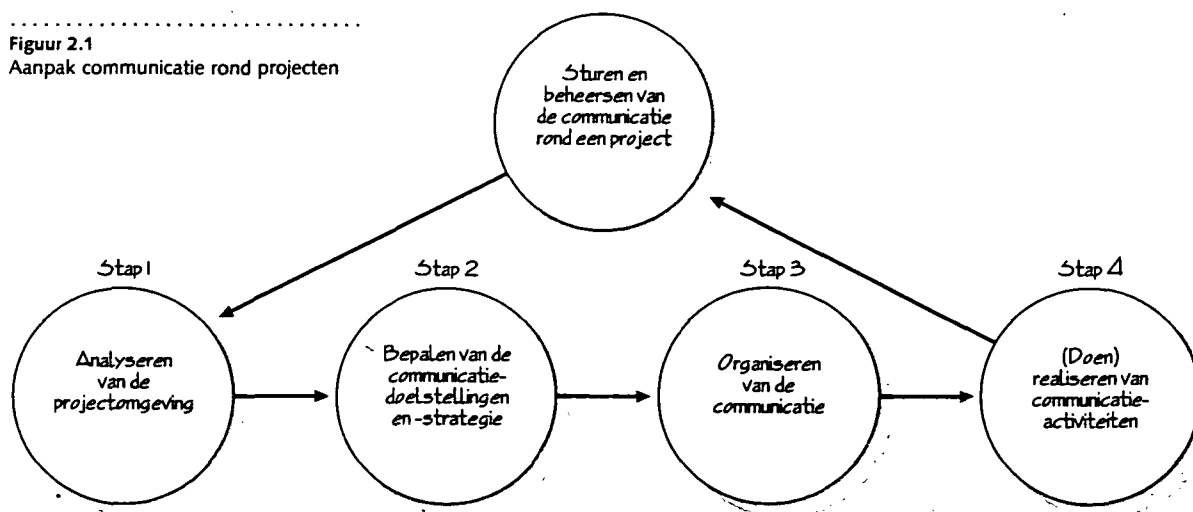 Figuur 2.1
Aanpak communicatie rond projecten
Sturen en
beheersen van
de communicatie
rond een project
Stap 1
Analyseren
van de
projectomgeving
Stap 2
Bepalen van de
communicatie-
doelstellingen
en -strategie
Stap 3
Organiseren
van de
communicatie
Stap 4
(Doen)
realiseren van
communicatie-
activiteiten